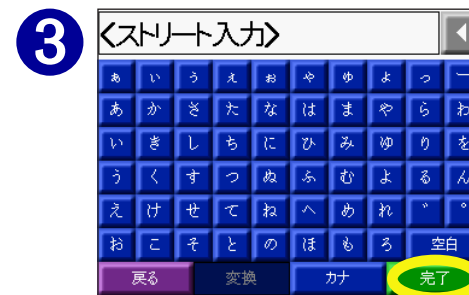 3
〈ストリート入力〉
ぁ ぃ ぅ ぇ ぉ ゃ ゅ ょ っ ー
あ か さ た な は ま や ら わ
い き し ち に ひ み ゆ り を
う く す つ ぬ ふ む よ る ん
え け せ て ね へ め れ ゛ ゜
お こ そ と の ほ も ろ 空白
戻る 変換 カナ 完了